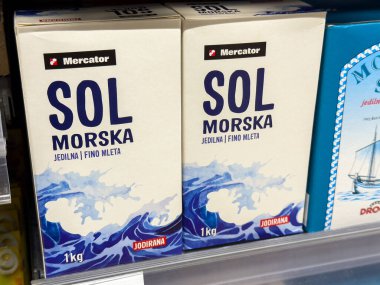 Mercator
SOL
MORSKA
JEDILNA | FINO MLETA
1kg
JODIRANA
Mercator
SOL
MORSKA
JEDILNA | FINO MLETA
1kg
JODIRANA